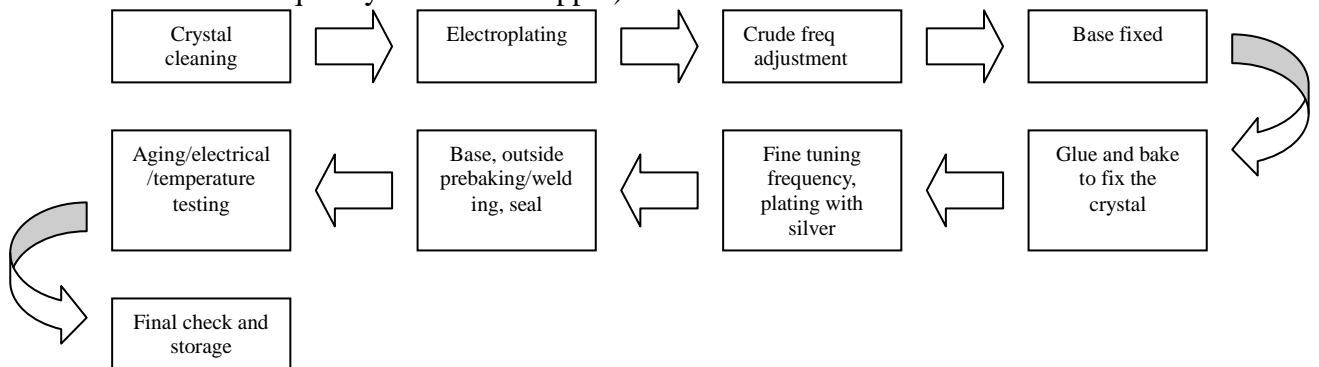 Crystal
cleaning
Electroplating
Crude freq
adjustment
Base fixed
Glue and bake
to fix the
crystal
Fine tuning
frequency,
plating with
silver
Base, outside
prebaking/weld
ing, seal
Aging/electrical
/temperature
testing
Final check and
storage